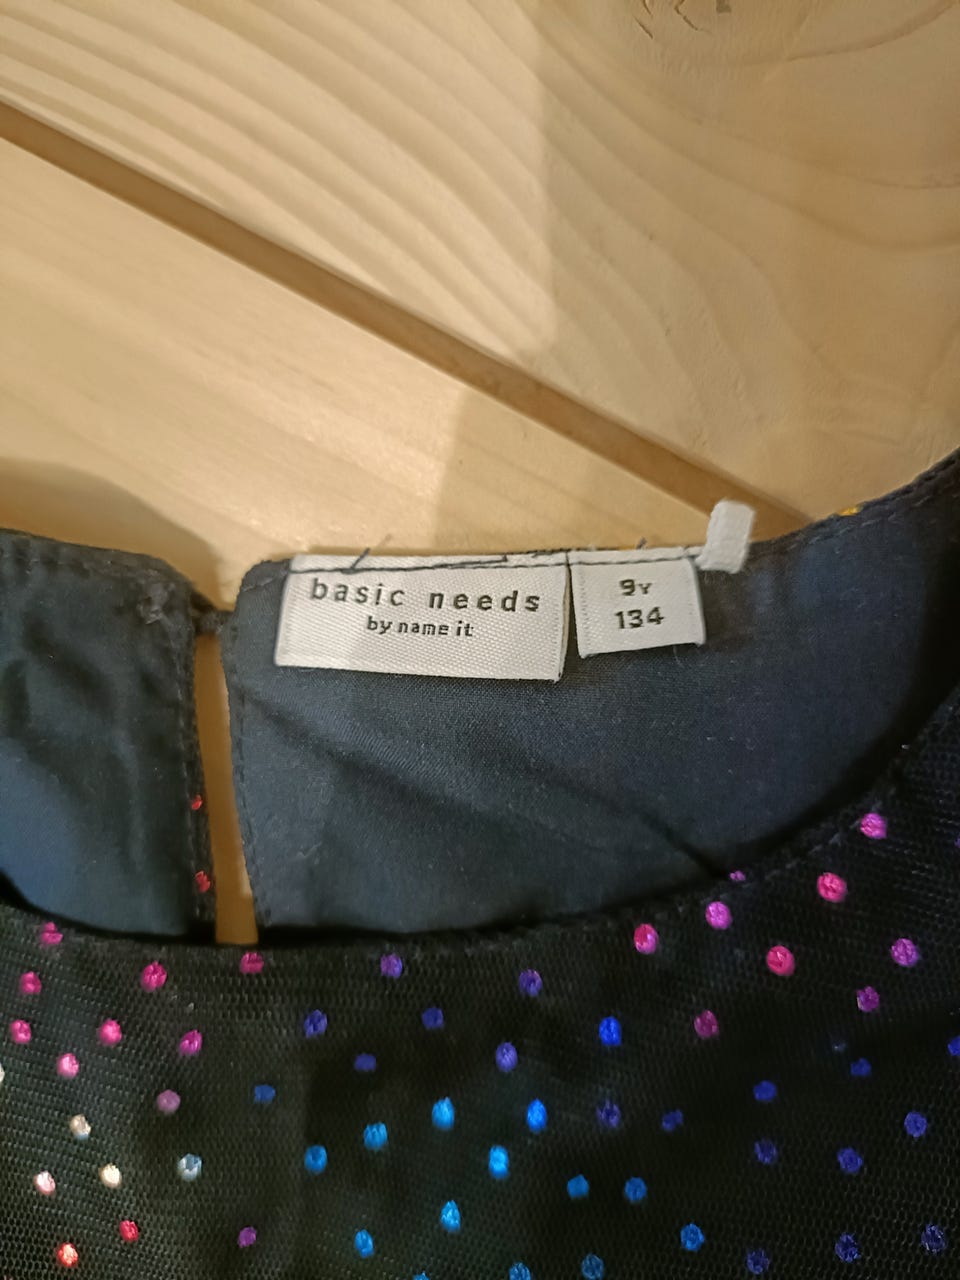 basic needs
by name it
9Y
134